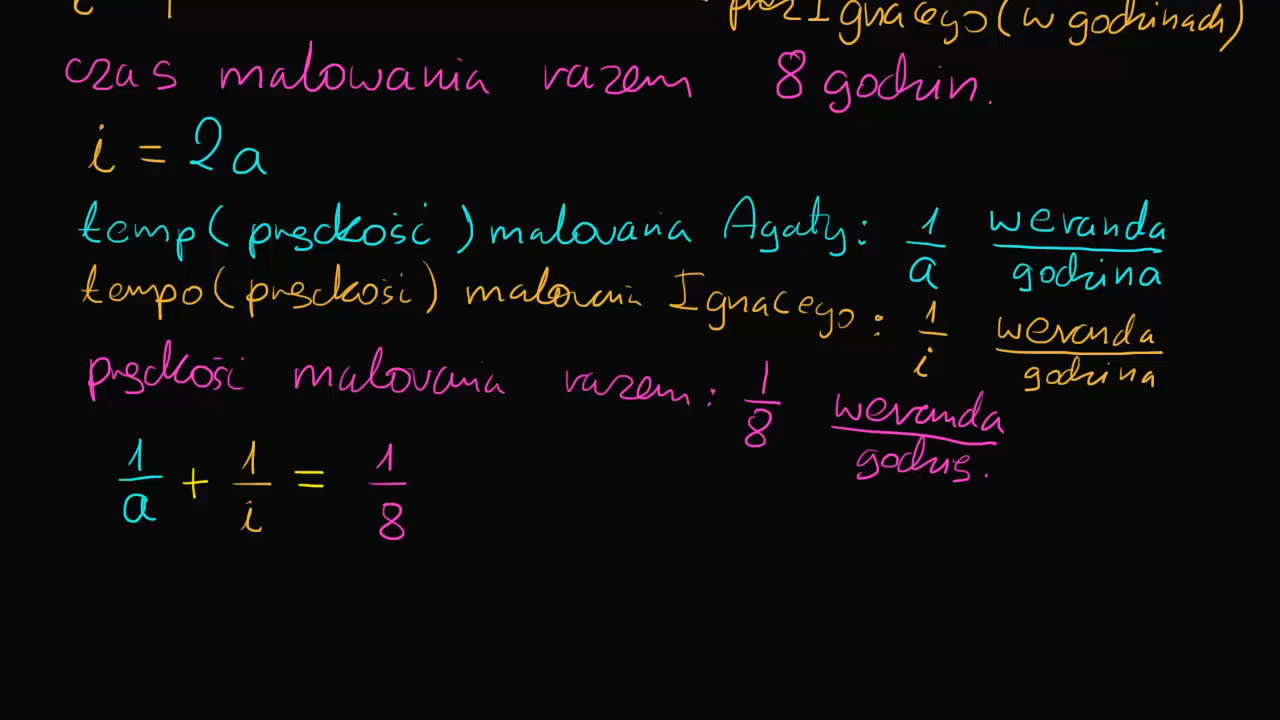 przez Ignacego (w godzinach)
czas malowania razem 8 godzin.
i = 2a
temp(prędkość) malowania Agaty: 1/a weranda/godzina
tempo(prędkość) malowania Ignacego: 1/i weranda/godzina
prędkość malowania razem: 1/8 weranda/godzinę.
1/a + 1/i = 1/8